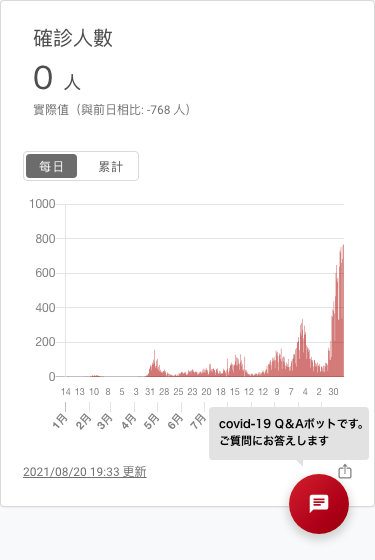 確診人數
0 人
實際值（與前日相比: -768 人）
每日 累計
1000
800
600
400
200
0
14 13 10 8 5 3 31 28 25 23 20 18 15 12 12 9 7 4 2 30
1月 2月 3月 4月 5月 6月 7月
covid-19 Q&Aボットです。
ご質問にお答えします
2021/08/20 19:33 更新